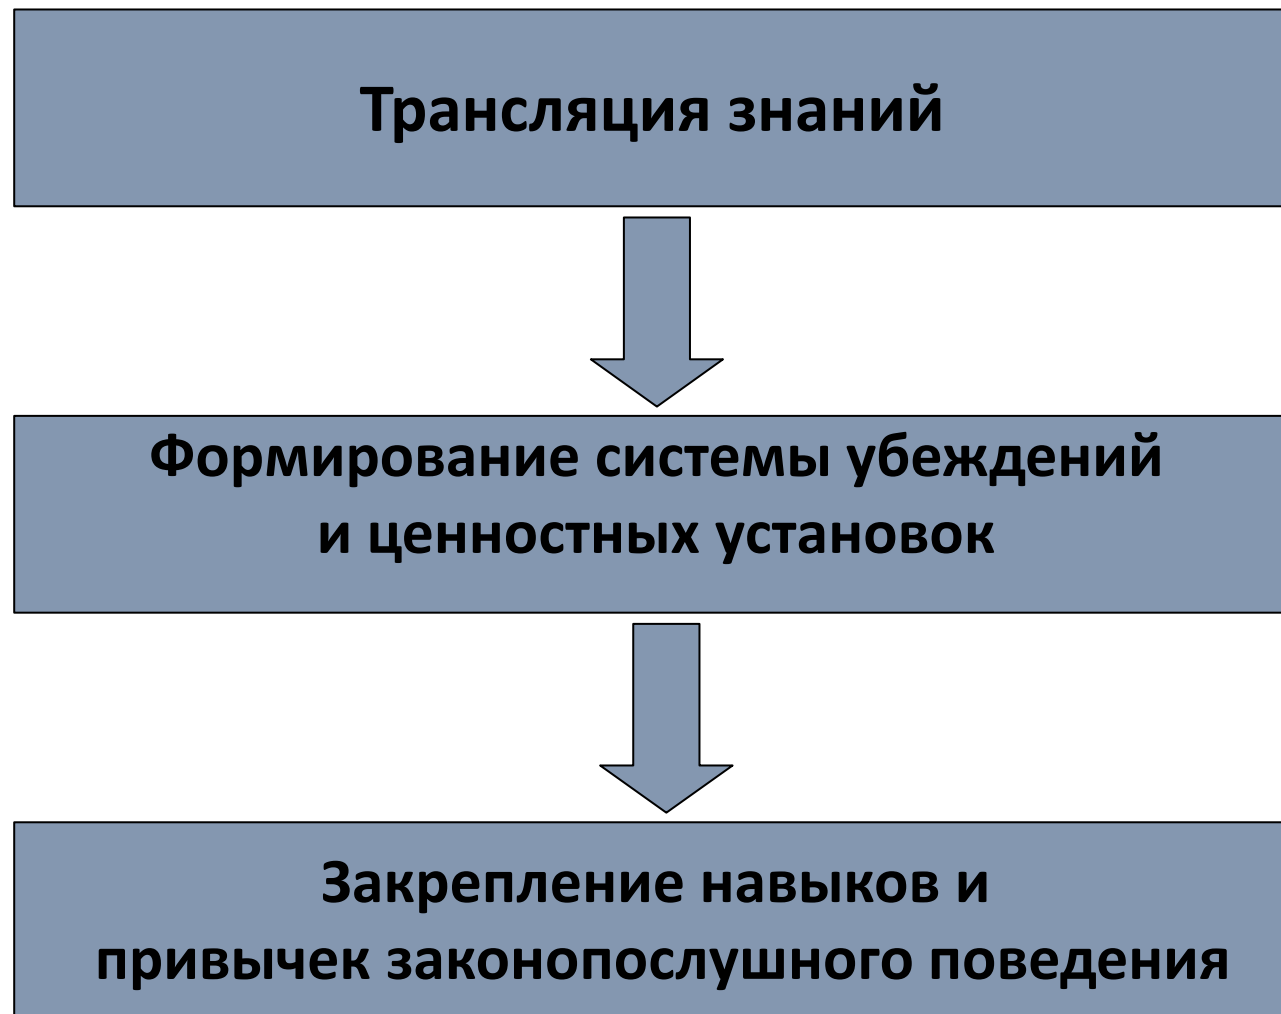 Трансляция знаний
Формирование системы убеждений
и ценностных установок
Закрепление навыков и
привычек законопослушного поведения